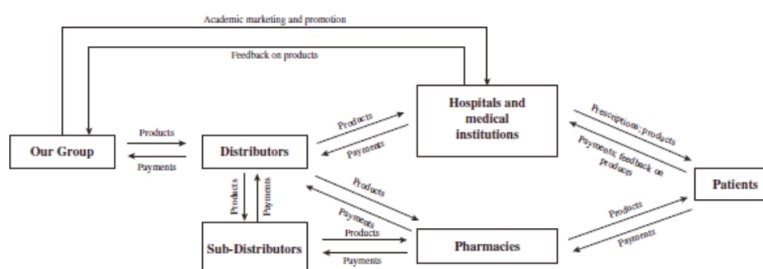 Academic marketing and promotion
Feedback on products
Hospitals and
medical
institutions
Products
Payments
Prescriptions; products
Payments; feedback on
products
Our Group
Products
Payments
Distributors
Patients
Products
Payments
Products
Payments
Sub-Distributors
Products
Payments
Pharmacies
Products
Payments